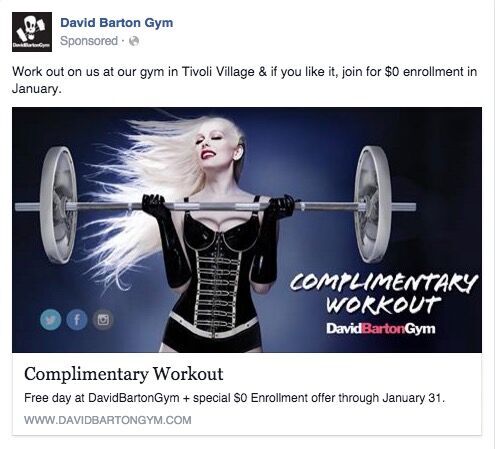 DavidBartonGym
David Barton Gym
Sponsored ·
Work out on us at our gym in Tivoli Village & if you like it, join for $0 enrollment in
January.
COMPLIMENTARY
WORKOUT
DavidBartonGym
Complimentary Workout
Free day at DavidBartonGym + special $0 Enrollment offer through January 31.
WWW.DAVIDBARTONGYM.COM